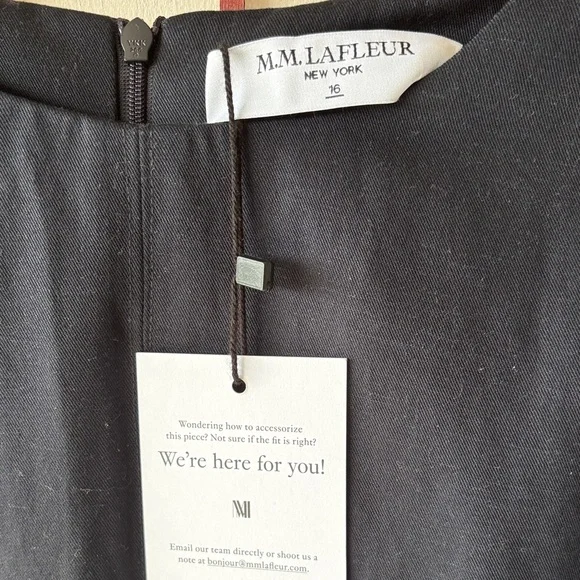 M.M.LAFLEUR
NEW YORK
16
Wondering how to accessorize
this piece? Not sure if the fit is right?
We're here for you!
Email our team directly or shoot us a
note at bonjour@mmlafleur.com.